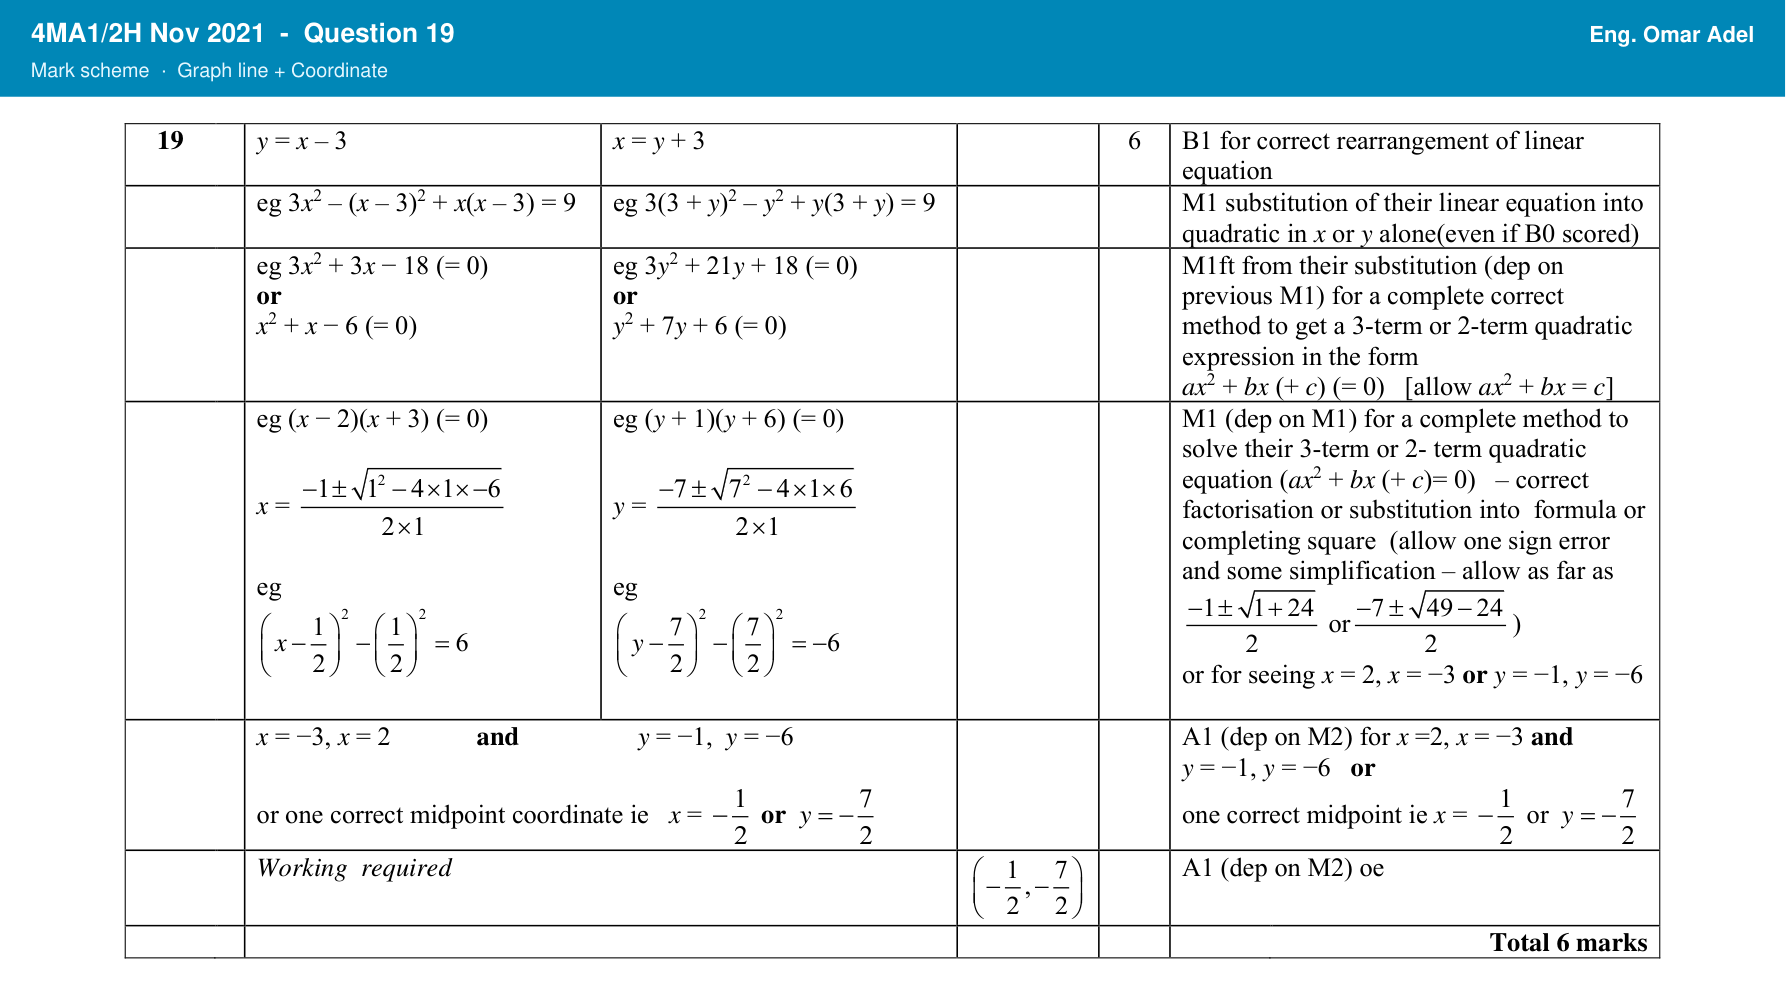 4MA1/2H Nov 2021 - Question 19
Eng. Omar Adel
Mark scheme · Graph line + Coordinate
19
y = x – 3
x = y + 3
6
B1 for correct rearrangement of linear
equation
eg 3x² – (x – 3)² + x(x – 3) = 9
eg 3(3 + y)² – y² + y(3 + y) = 9
M1 substitution of their linear equation into
quadratic in x or y alone(even if B0 scored)
eg 3x² + 3x − 18 (= 0)
or
x² + x − 6 (= 0)
eg 3y² + 21y + 18 (= 0)
or
y² + 7y + 6 (= 0)
M1ft from their substitution (dep on
previous M1) for a complete correct
method to get a 3-term or 2-term quadratic
expression in the form
ax² + bx (+ c) (= 0) [allow ax² + bx = c]
eg (x − 2)(x + 3) (= 0)
x = (−1 ± √(1² − 4×1×−6))/(2×1)
eg
(x − 1/2)² − (1/2)² = 6
eg (y + 1)(y + 6) (= 0)
y = (−7 ± √(7² − 4×1×6))/(2×1)
eg
(y − 7/2)² − (7/2)² = −6
M1 (dep on M1) for a complete method to
solve their 3-term or 2- term quadratic
equation (ax² + bx (+ c)= 0) – correct
factorisation or substitution into formula or
completing square (allow one sign error
and some simplification – allow as far as
(−1 ± √(1 + 24))/2 or (−7 ± √(49 − 24))/2 )
or for seeing x = 2, x = −3 or y = −1, y = −6
x = −3, x = 2 and y = −1, y = −6
or one correct midpoint coordinate ie x = −1/2 or y = −7/2
A1 (dep on M2) for x =2, x = −3 and
y = −1, y = −6 or
one correct midpoint ie x = −1/2 or y = −7/2
Working required
(−1/2, −7/2)
A1 (dep on M2) oe
Total 6 marks